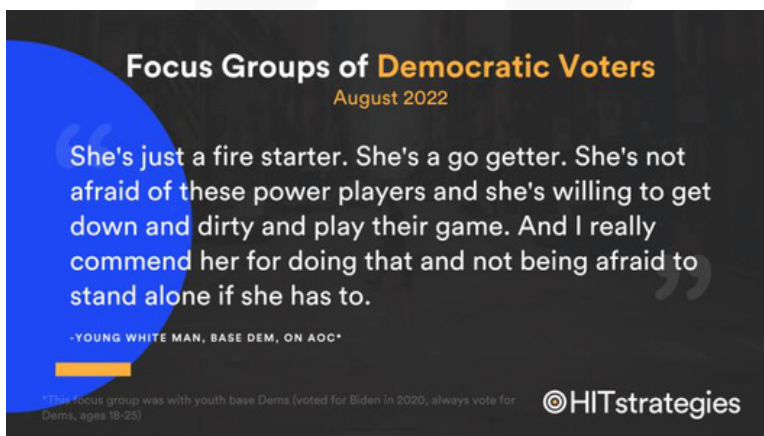 Focus Groups of Democratic Voters
August 2022
She's just a fire starter. She's a go getter. She's not
afraid of these power players and she's willing to get
down and dirty and play their game. And I really
commend her for doing that and not being afraid to
stand alone if she has to.
-YOUNG WHITE MAN, BASE DEM, ON AOC*
*This focus group was with youth base Dems (voted for Biden in 2020, always vote for
Dems, ages 18-25)
HITstrategies